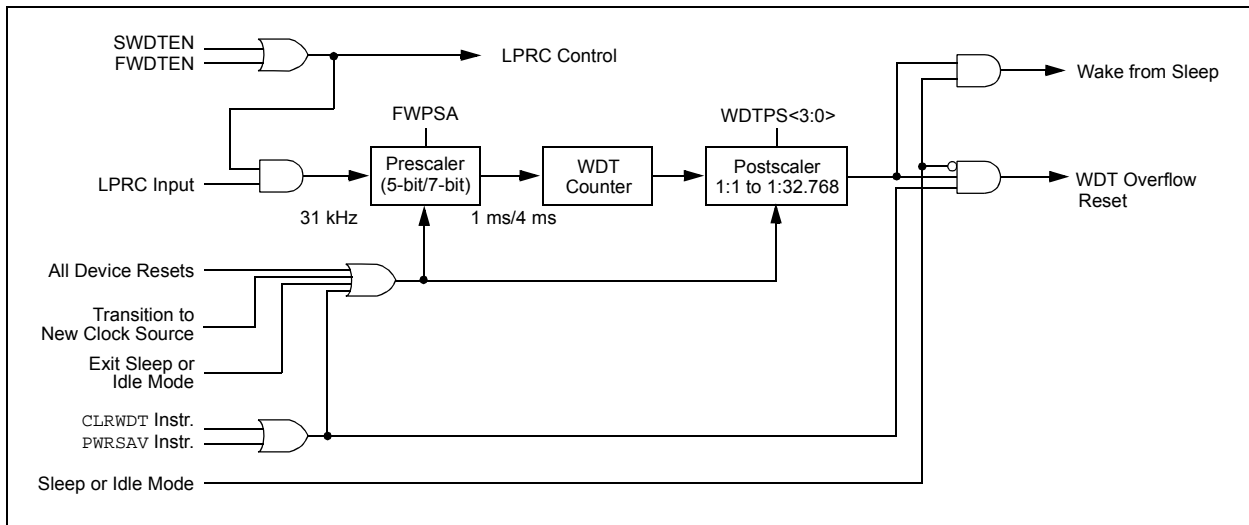 SWDTEN
FWDTEN
LPRC Control
Wake from Sleep
FWPSA
WDTPS<3:0>
LPRC Input
Prescaler
(5-bit/7-bit)
WDT
Counter
Postscaler
1:1 to 1:32.768
WDT Overflow
Reset
31 kHz
1 ms/4 ms
All Device Resets
Transition to
New Clock Source
Exit Sleep or
Idle Mode
CLRWDT Instr.
PWRSAV Instr.
Sleep or Idle Mode